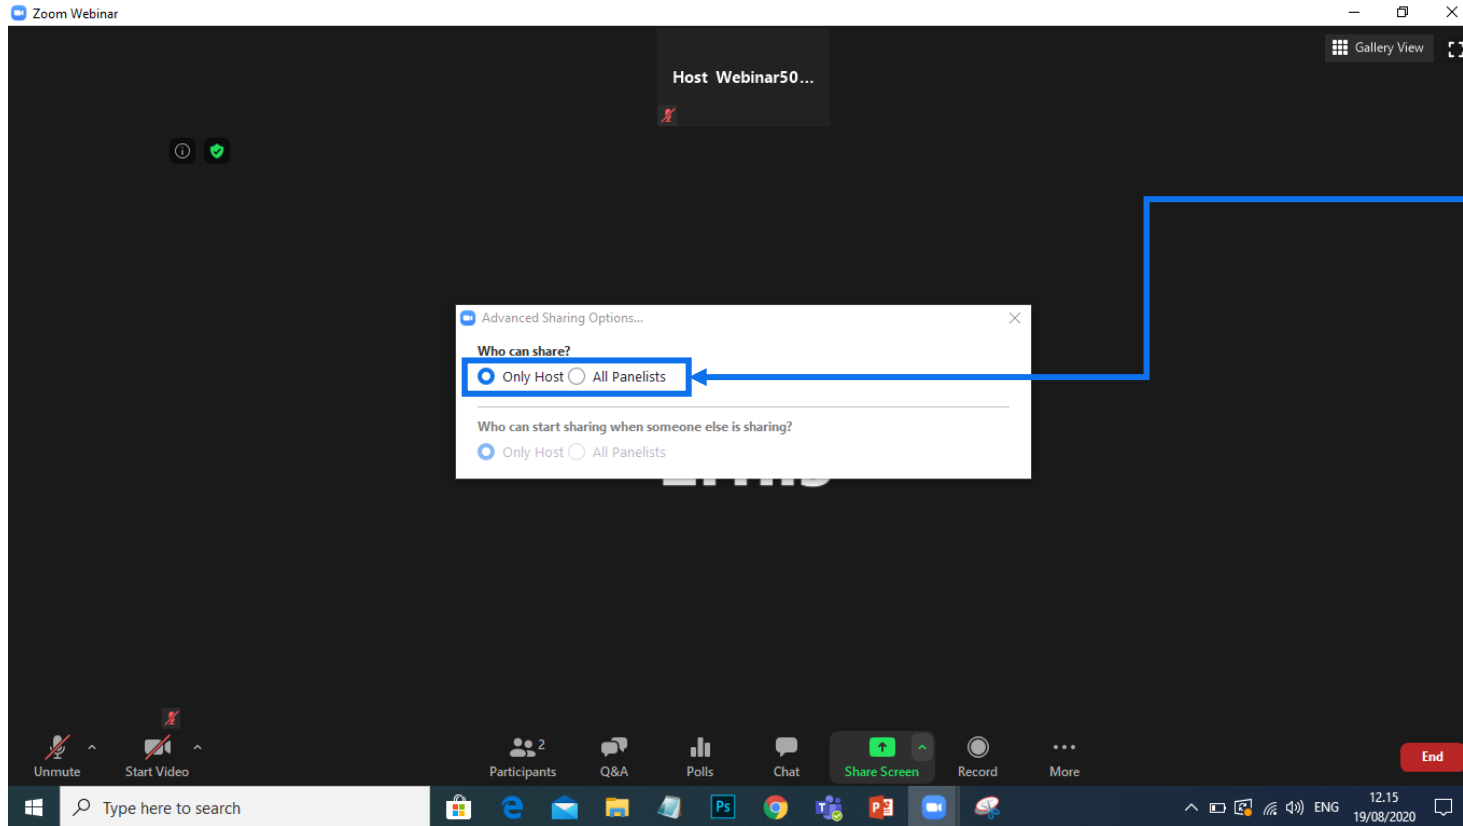 Zoom Webinar
Gallery View
Host Webinar50...
Advanced Sharing Options...
Who can share?
Only Host All Panelists
Who can start sharing when someone else is sharing?
Only Host All Panelists
2
Unmute Start Video Participants Q&A Polls Chat Share Screen Record More End
Type here to search
Ps
ENG
12.15
19/08/2020